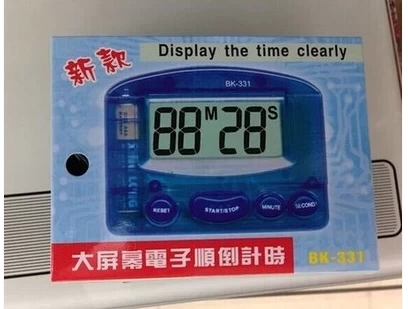 新款
Display the time clearly
BK-331
88M28S
RESET
START/STOP
MINUTE
SECOND
大屏幕電子順倒計時
BK-331